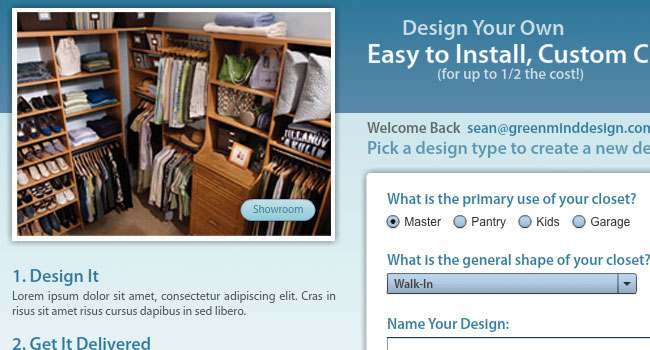 Design Your Own
Easy to Install, Custom C
(for up to 1/2 the cost!)
Welcome Back sean@greenminddesign.com
Pick a design type to create a new de
What is the primary use of your closet?
Master Pantry Kids Garage
What is the general shape of your closet?
Walk-In
Name Your Design:
Showroom
1. Design It
Lorem ipsum dolor sit amet, consectetur adipiscing elit. Cras in
risus sit amet risus cursus dapibus in sed libero.
2. Get It Delivered